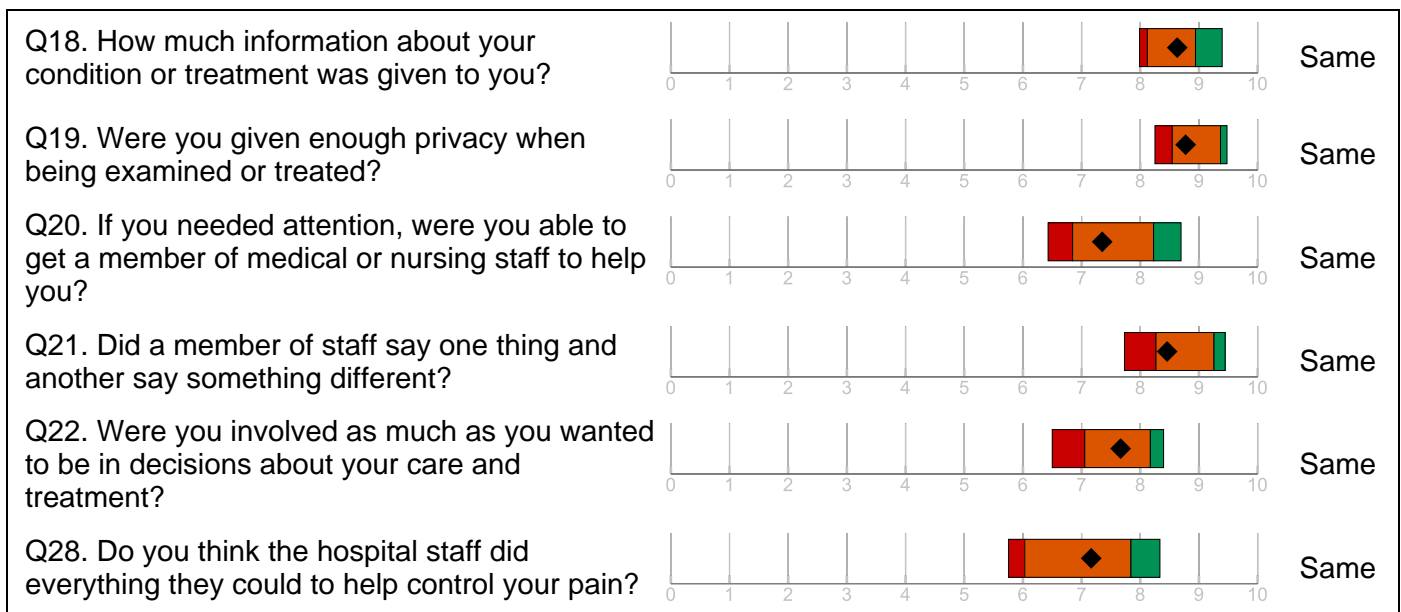 Q18. How much information about your
condition or treatment was given to you?
0 1 2 3 4 5 6 7 8 9 10
Same
Q19. Were you given enough privacy when
being examined or treated?
0 1 2 3 4 5 6 7 8 9 10
Same
Q20. If you needed attention, were you able to
get a member of medical or nursing staff to help
you?
0 1 2 3 4 5 6 7 8 9 10
Same
Q21. Did a member of staff say one thing and
another say something different?
0 1 2 3 4 5 6 7 8 9 10
Same
Q22. Were you involved as much as you wanted
to be in decisions about your care and
treatment?
0 1 2 3 4 5 6 7 8 9 10
Same
Q28. Do you think the hospital staff did
everything they could to help control your pain?
0 1 2 3 4 5 6 7 8 9 10
Same